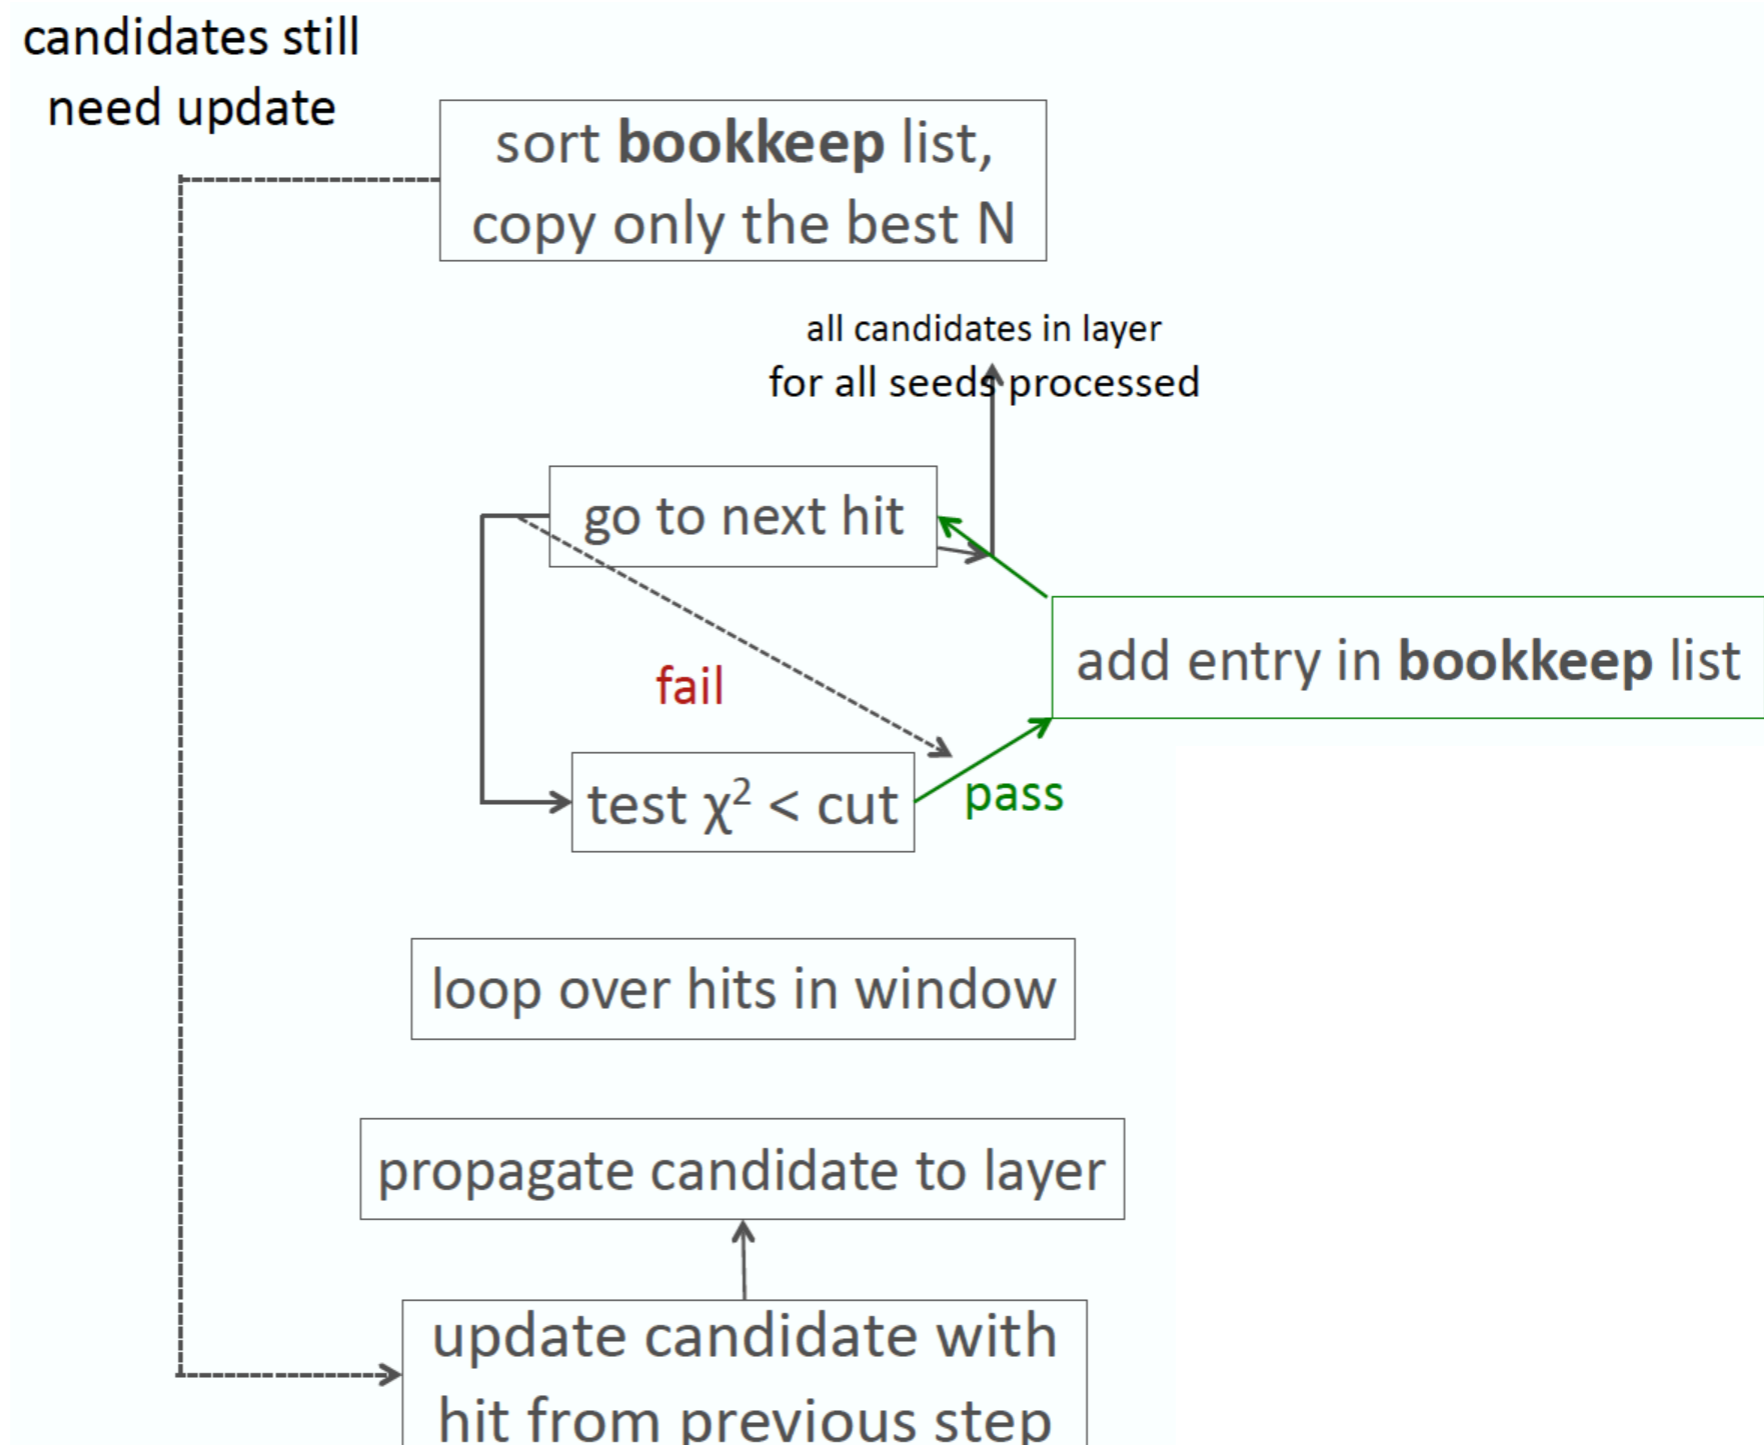 candidates still
need update
sort bookkeep list,
copy only the best N
all candidates in layer
for all seeds processed
go to next hit
add entry in bookkeep list
fail
test χ² < cut
pass
loop over hits in window
propagate candidate to layer
update candidate with
hit from previous step